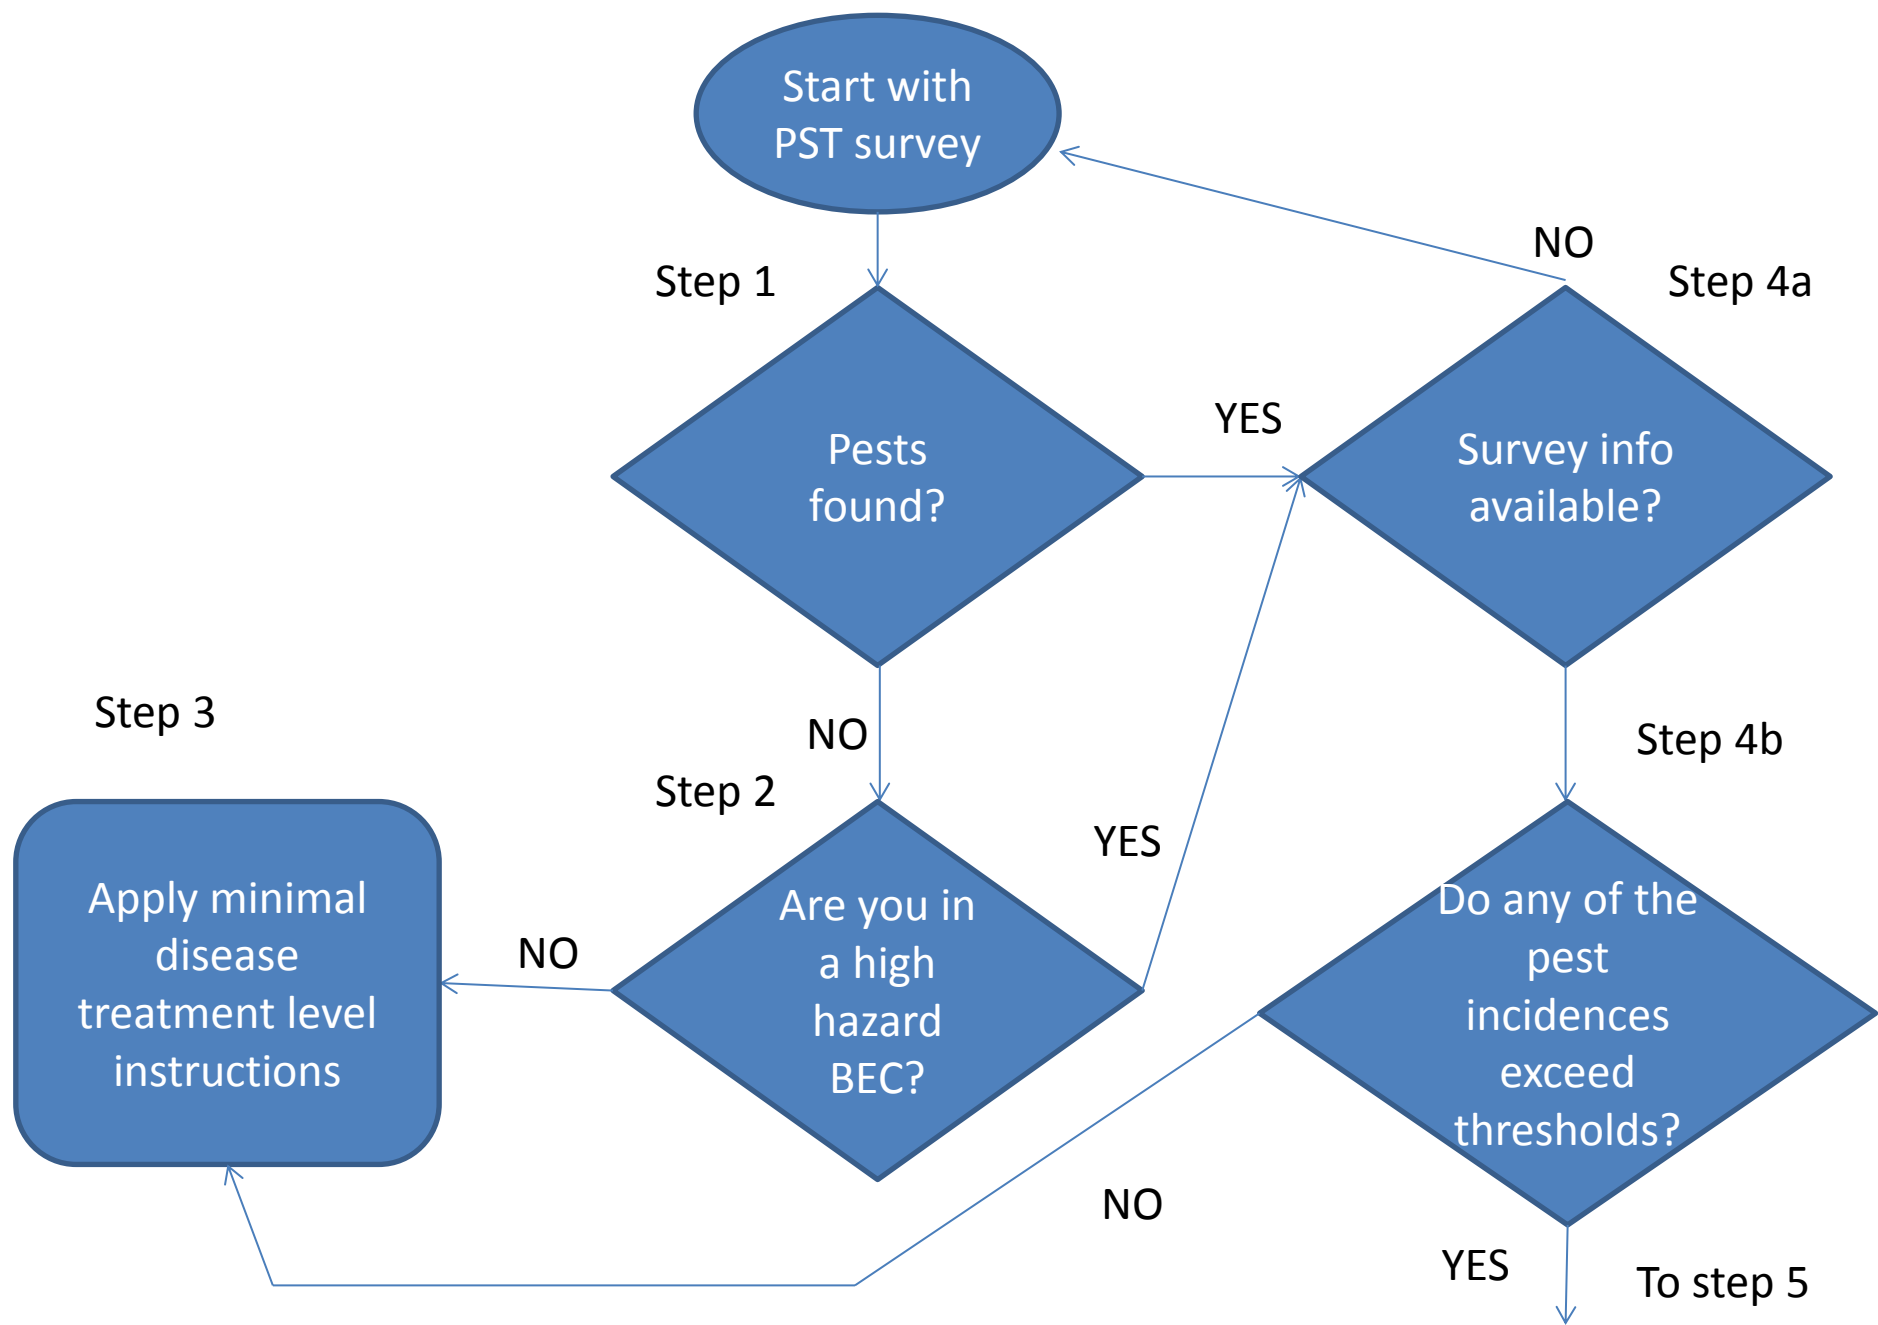 Start with
PST survey
NO
Step 1
Step 4a
YES
Pests
found?
Survey info
available?
Step 3
NO
Step 4b
Step 2
YES
Apply minimal
disease
treatment level
instructions
NO
Are you in
a high
hazard
BEC?
Do any of the
pest
incidences
exceed
thresholds?
NO
YES
To step 5